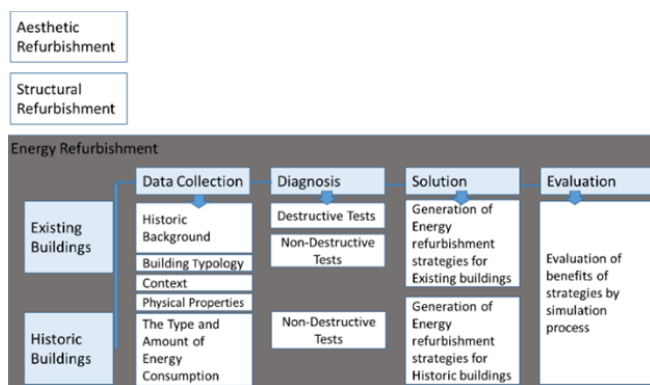 Aesthetic
Refurbishment
Structural
Refurbishment
Energy Refurbishment
Data Collection
Diagnosis
Solution
Evaluation
Existing
Buildings
Historic
Buildings
Historic
Background
Building Typology
Context
Physical Properties
The Type and
Amount of
Energy
Consumption
Destructive Tests
Non-Destructive
Tests
Non-Destructive
Tests
Generation of
Energy
refurbishment
strategies for
Existing buildings
Generation of
Energy
refurbishment
strategies for
Historic buildings
Evaluation of
benefits of
strategies by
simulation
process